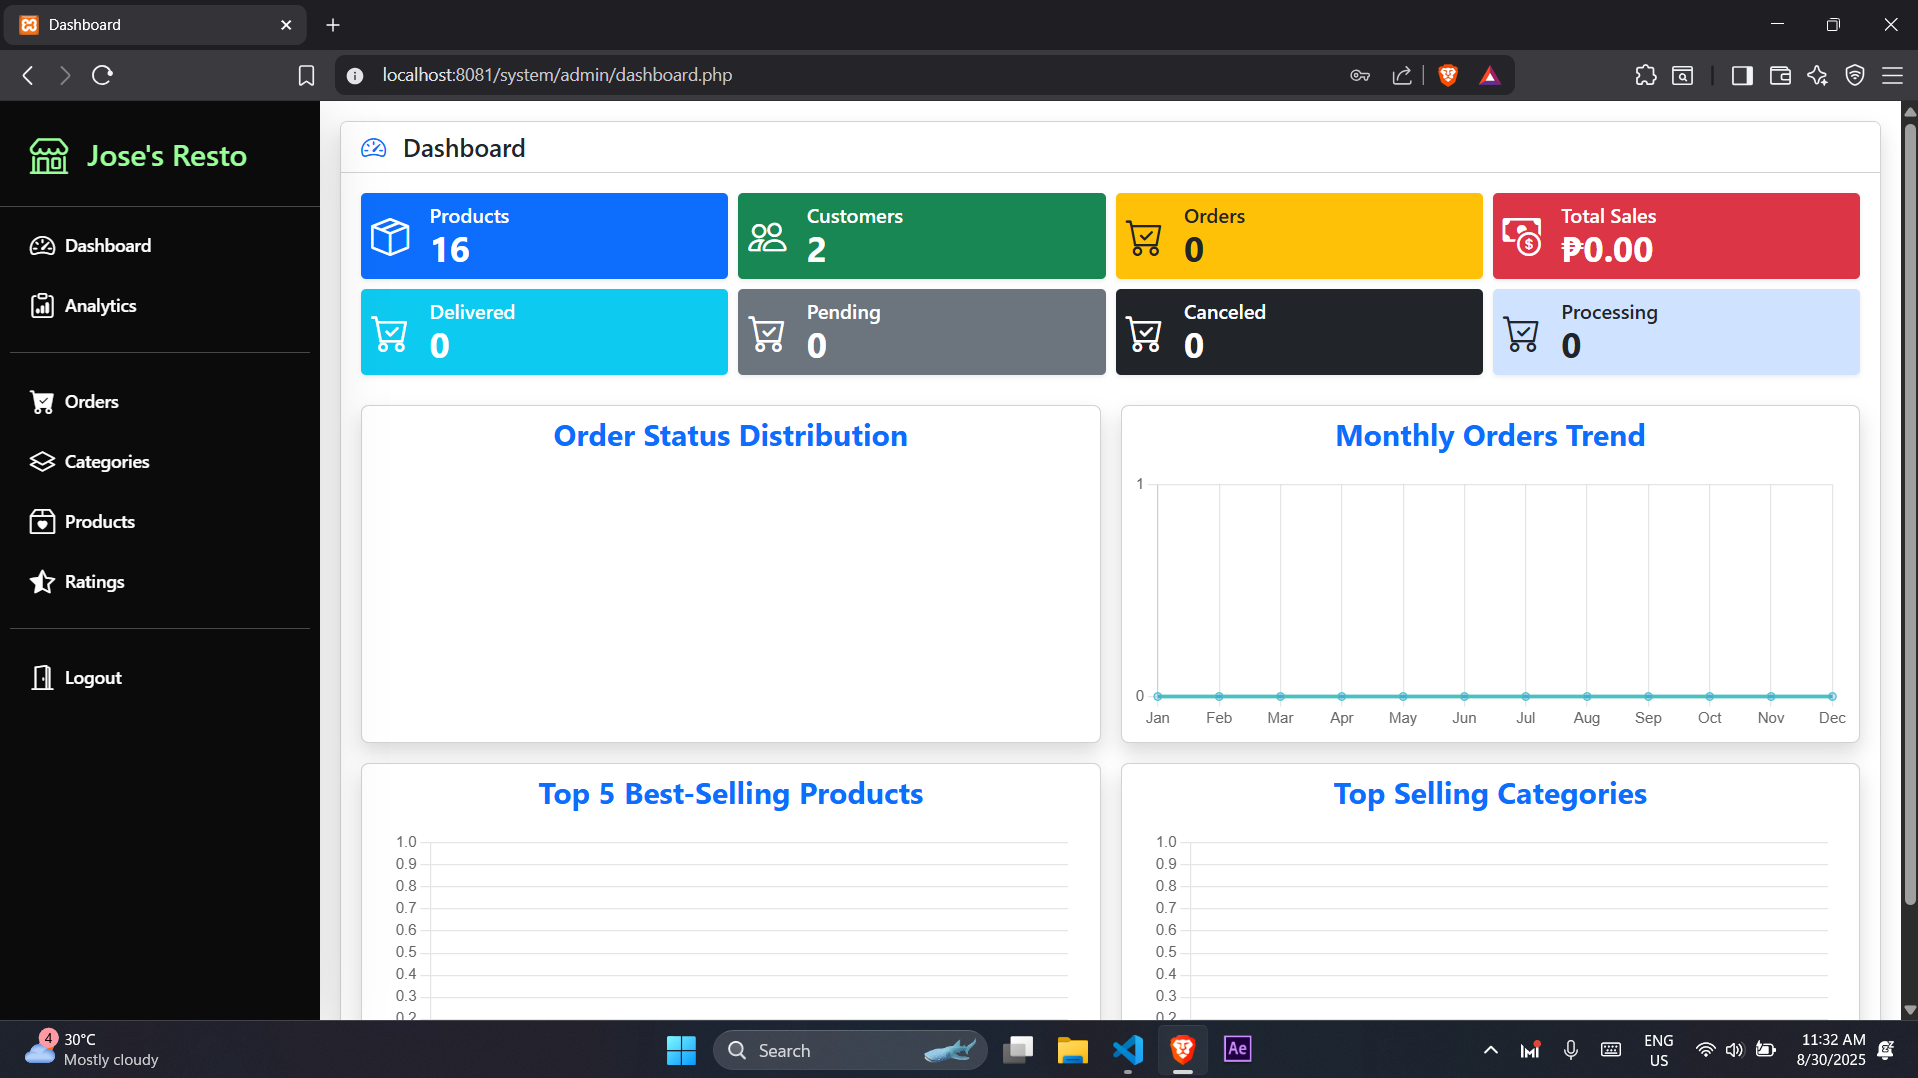 Dashboard
localhost:8081/system/admin/dashboard.php
Jose's Resto
Dashboard
Analytics
Orders
Categories
Products
Ratings
Logout
Dashboard
Products
16
Customers
2
Orders
0
Total Sales
₱0.00
Delivered
0
Pending
0
Canceled
0
Processing
0
Order Status Distribution
Monthly Orders Trend
1
0
Jan Feb Mar Apr May Jun Jul Aug Sep Oct Nov Dec
Top 5 Best-Selling Products
1.0
0.9
0.8
0.7
0.6
0.5
0.4
0.3
0.2
Top Selling Categories
1.0
0.9
0.8
0.7
0.6
0.5
0.4
0.3
0.2
4
30°C
Mostly cloudy
Search
Ae
ENG
US
11:32 AM
8/30/2025